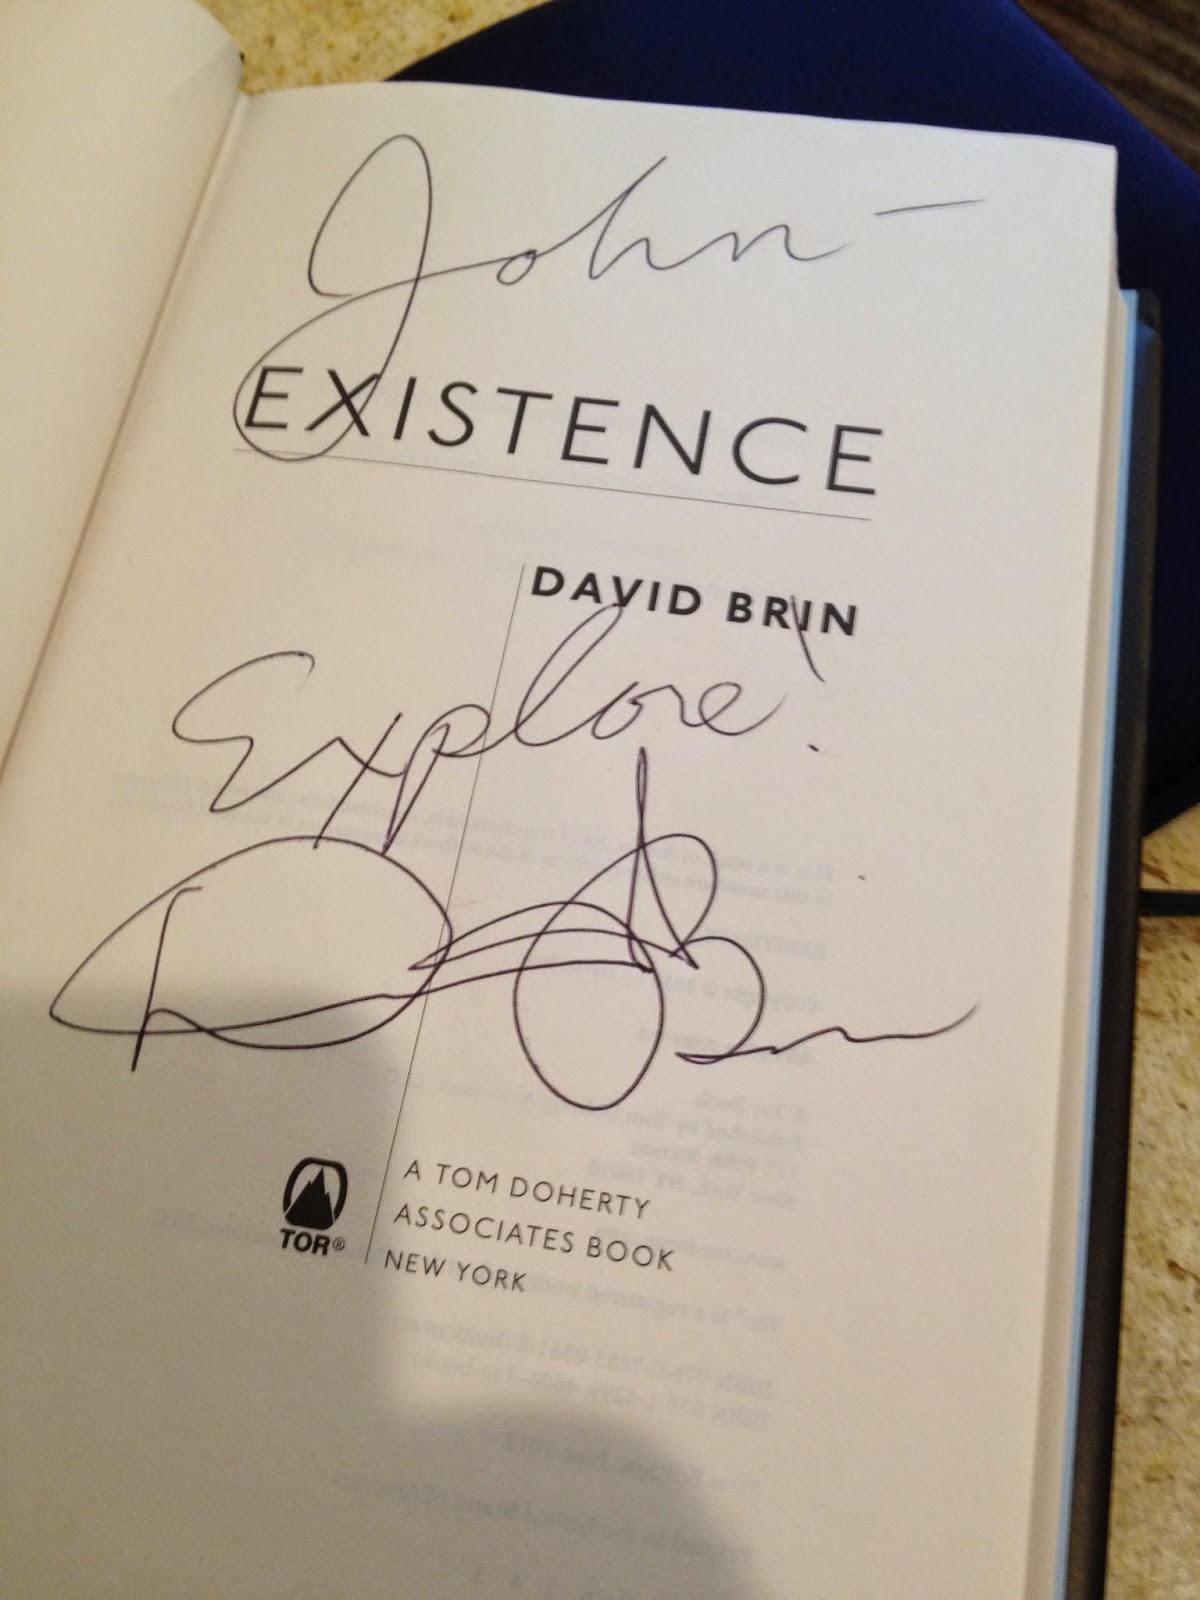 John —
EXISTENCE
DAVID BRIN
Explore!
D B
TOR®
A TOM DOHERTY
ASSOCIATES BOOK
NEW YORK